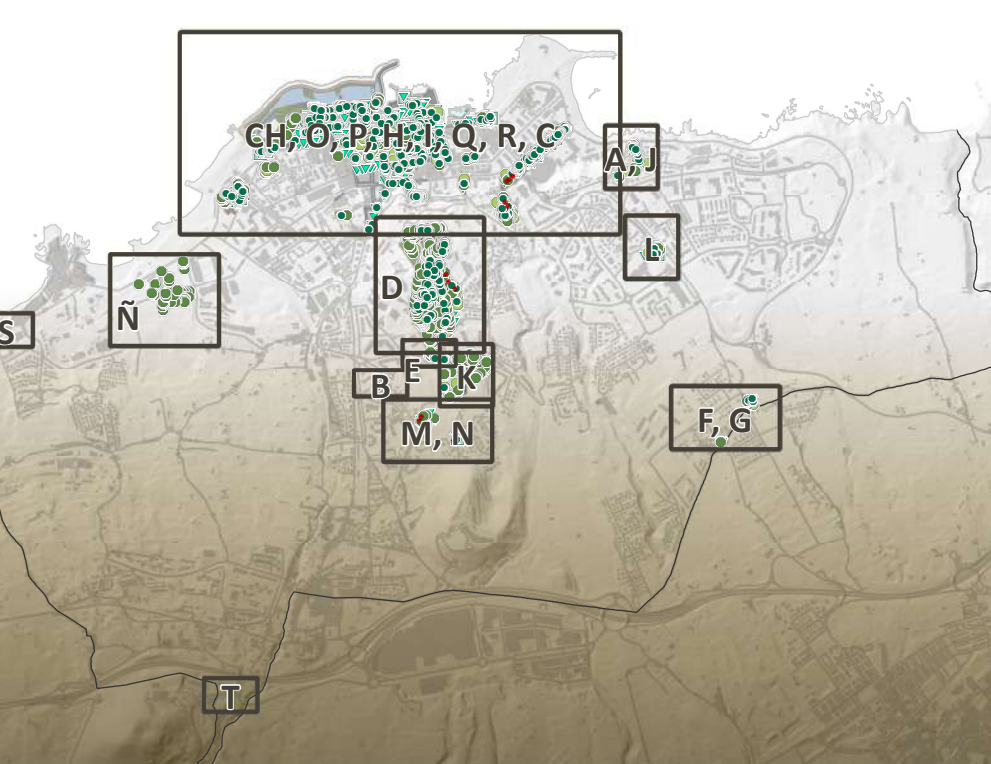 CH, O, P, H, I, Q, R, C
A, J
L
D
Ñ
S
E
K
B
M, N
F, G
T